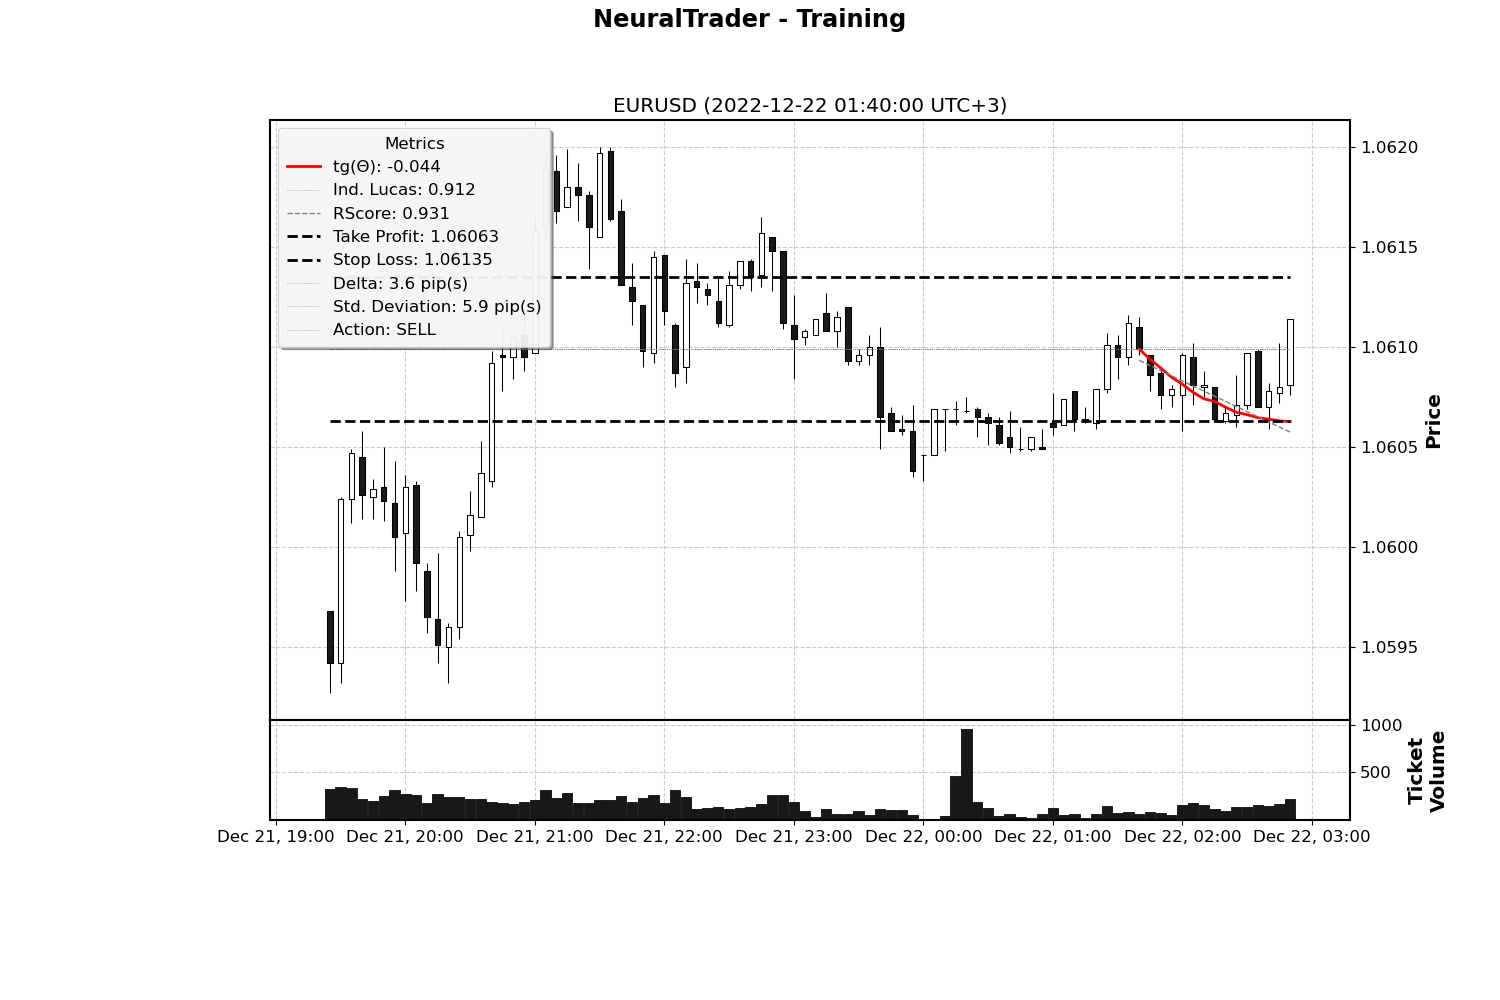 NeuralTrader - Training
EURUSD (2022-12-22 01:40:00 UTC+3)
Metrics
tg(Θ): -0.044
Ind. Lucas: 0.912
RScore: 0.931
Take Profit: 1.06063
Stop Loss: 1.06135
Delta: 3.6 pip(s)
Std. Deviation: 5.9 pip(s)
Action: SELL
1.0620
1.0615
1.0610
1.0605
1.0600
1.0595
Price
1000
500
Ticket
Volume
Dec 21, 19:00 Dec 21, 20:00 Dec 21, 21:00 Dec 21, 22:00 Dec 21, 23:00 Dec 22, 00:00 Dec 22, 01:00 Dec 22, 02:00 Dec 22, 03:00